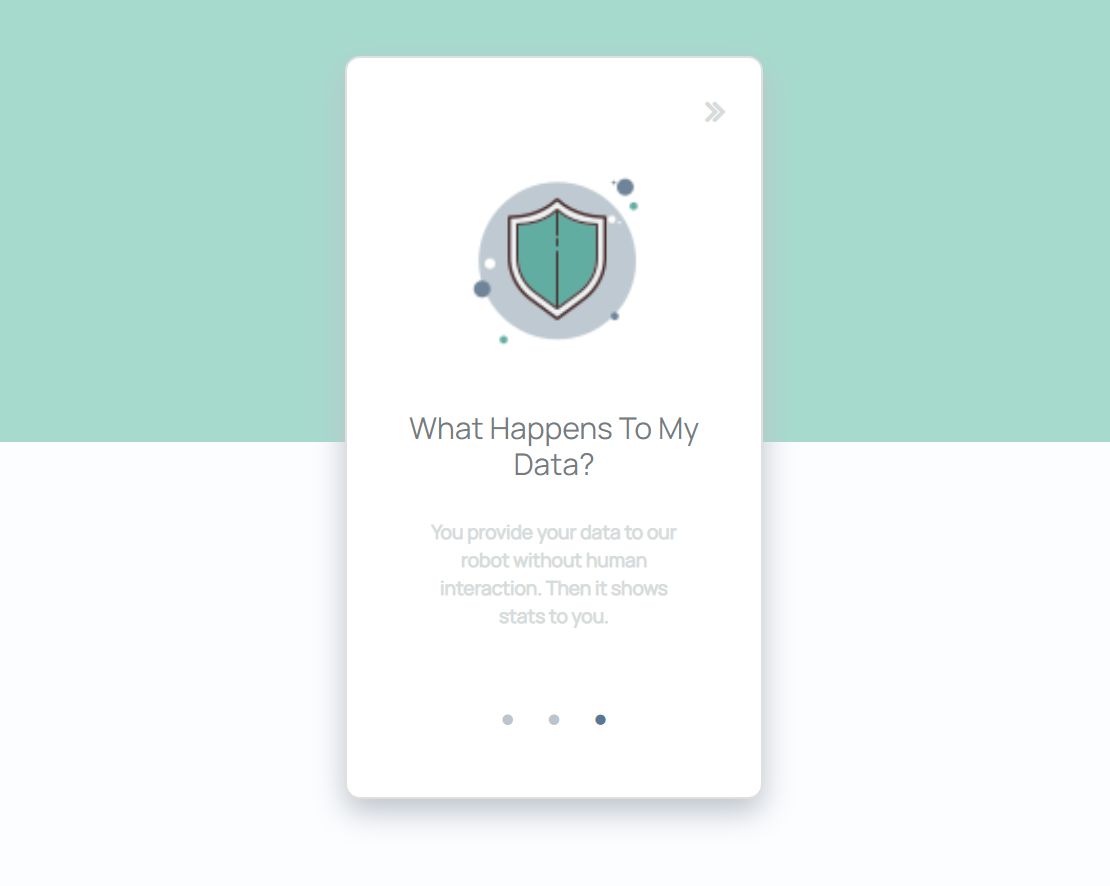 What Happens To My
Data?
You provide your data to our
robot without human
interaction. Then it shows
stats to you.